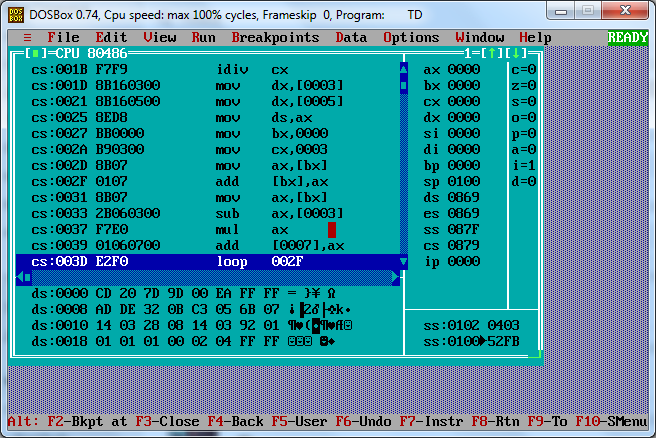 DOSBox 0.74, Cpu speed: max 100% cycles, Frameskip 0, Program: TD
≡ File Edit View Run Breakpoints Data Options Window Help READY
[■]=CPU 80486 1=[↑][↓]
cs:001B F7F9 idiv cx ax 0000 c=0
cs:001D 8B160300 mov dx,[0003] bx 0000 z=0
cs:0021 8B160500 mov dx,[0005] cx 0000 s=0
cs:0025 8ED8 mov ds,ax dx 0000 o=0
cs:0027 BB0000 mov bx,0000 si 0000 p=0
cs:002A B90300 mov cx,0003 di 0000 a=0
cs:002D 8B07 mov ax,[bx] bp 0000 i=1
cs:002F 0107 add [bx],ax sp 0100 d=0
cs:0031 8B07 mov ax,[bx] ds 0869
cs:0033 2B060300 sub ax,[0003] es 0869
cs:0037 F7E0 mul ax ss 087F
cs:0039 01060700 add [0007],ax cs 0879
cs:003D E2F0 loop 002F ip 0000
ds:0000 CD 20 7D 9D 00 EA FF FF = }¥ Ω
ds:0008 AD DE 32 0B C3 05 6B 07
ds:0010 14 03 28 08 14 03 92 01 ss:0102 0403
ds:0018 01 01 01 00 02 04 FF FF ss:0100►52FB
Alt: F2-Bkpt at F3-Close F4-Back F5-User F6-Undo F7-Instr F8-Rtn F9-To F10-SMenu